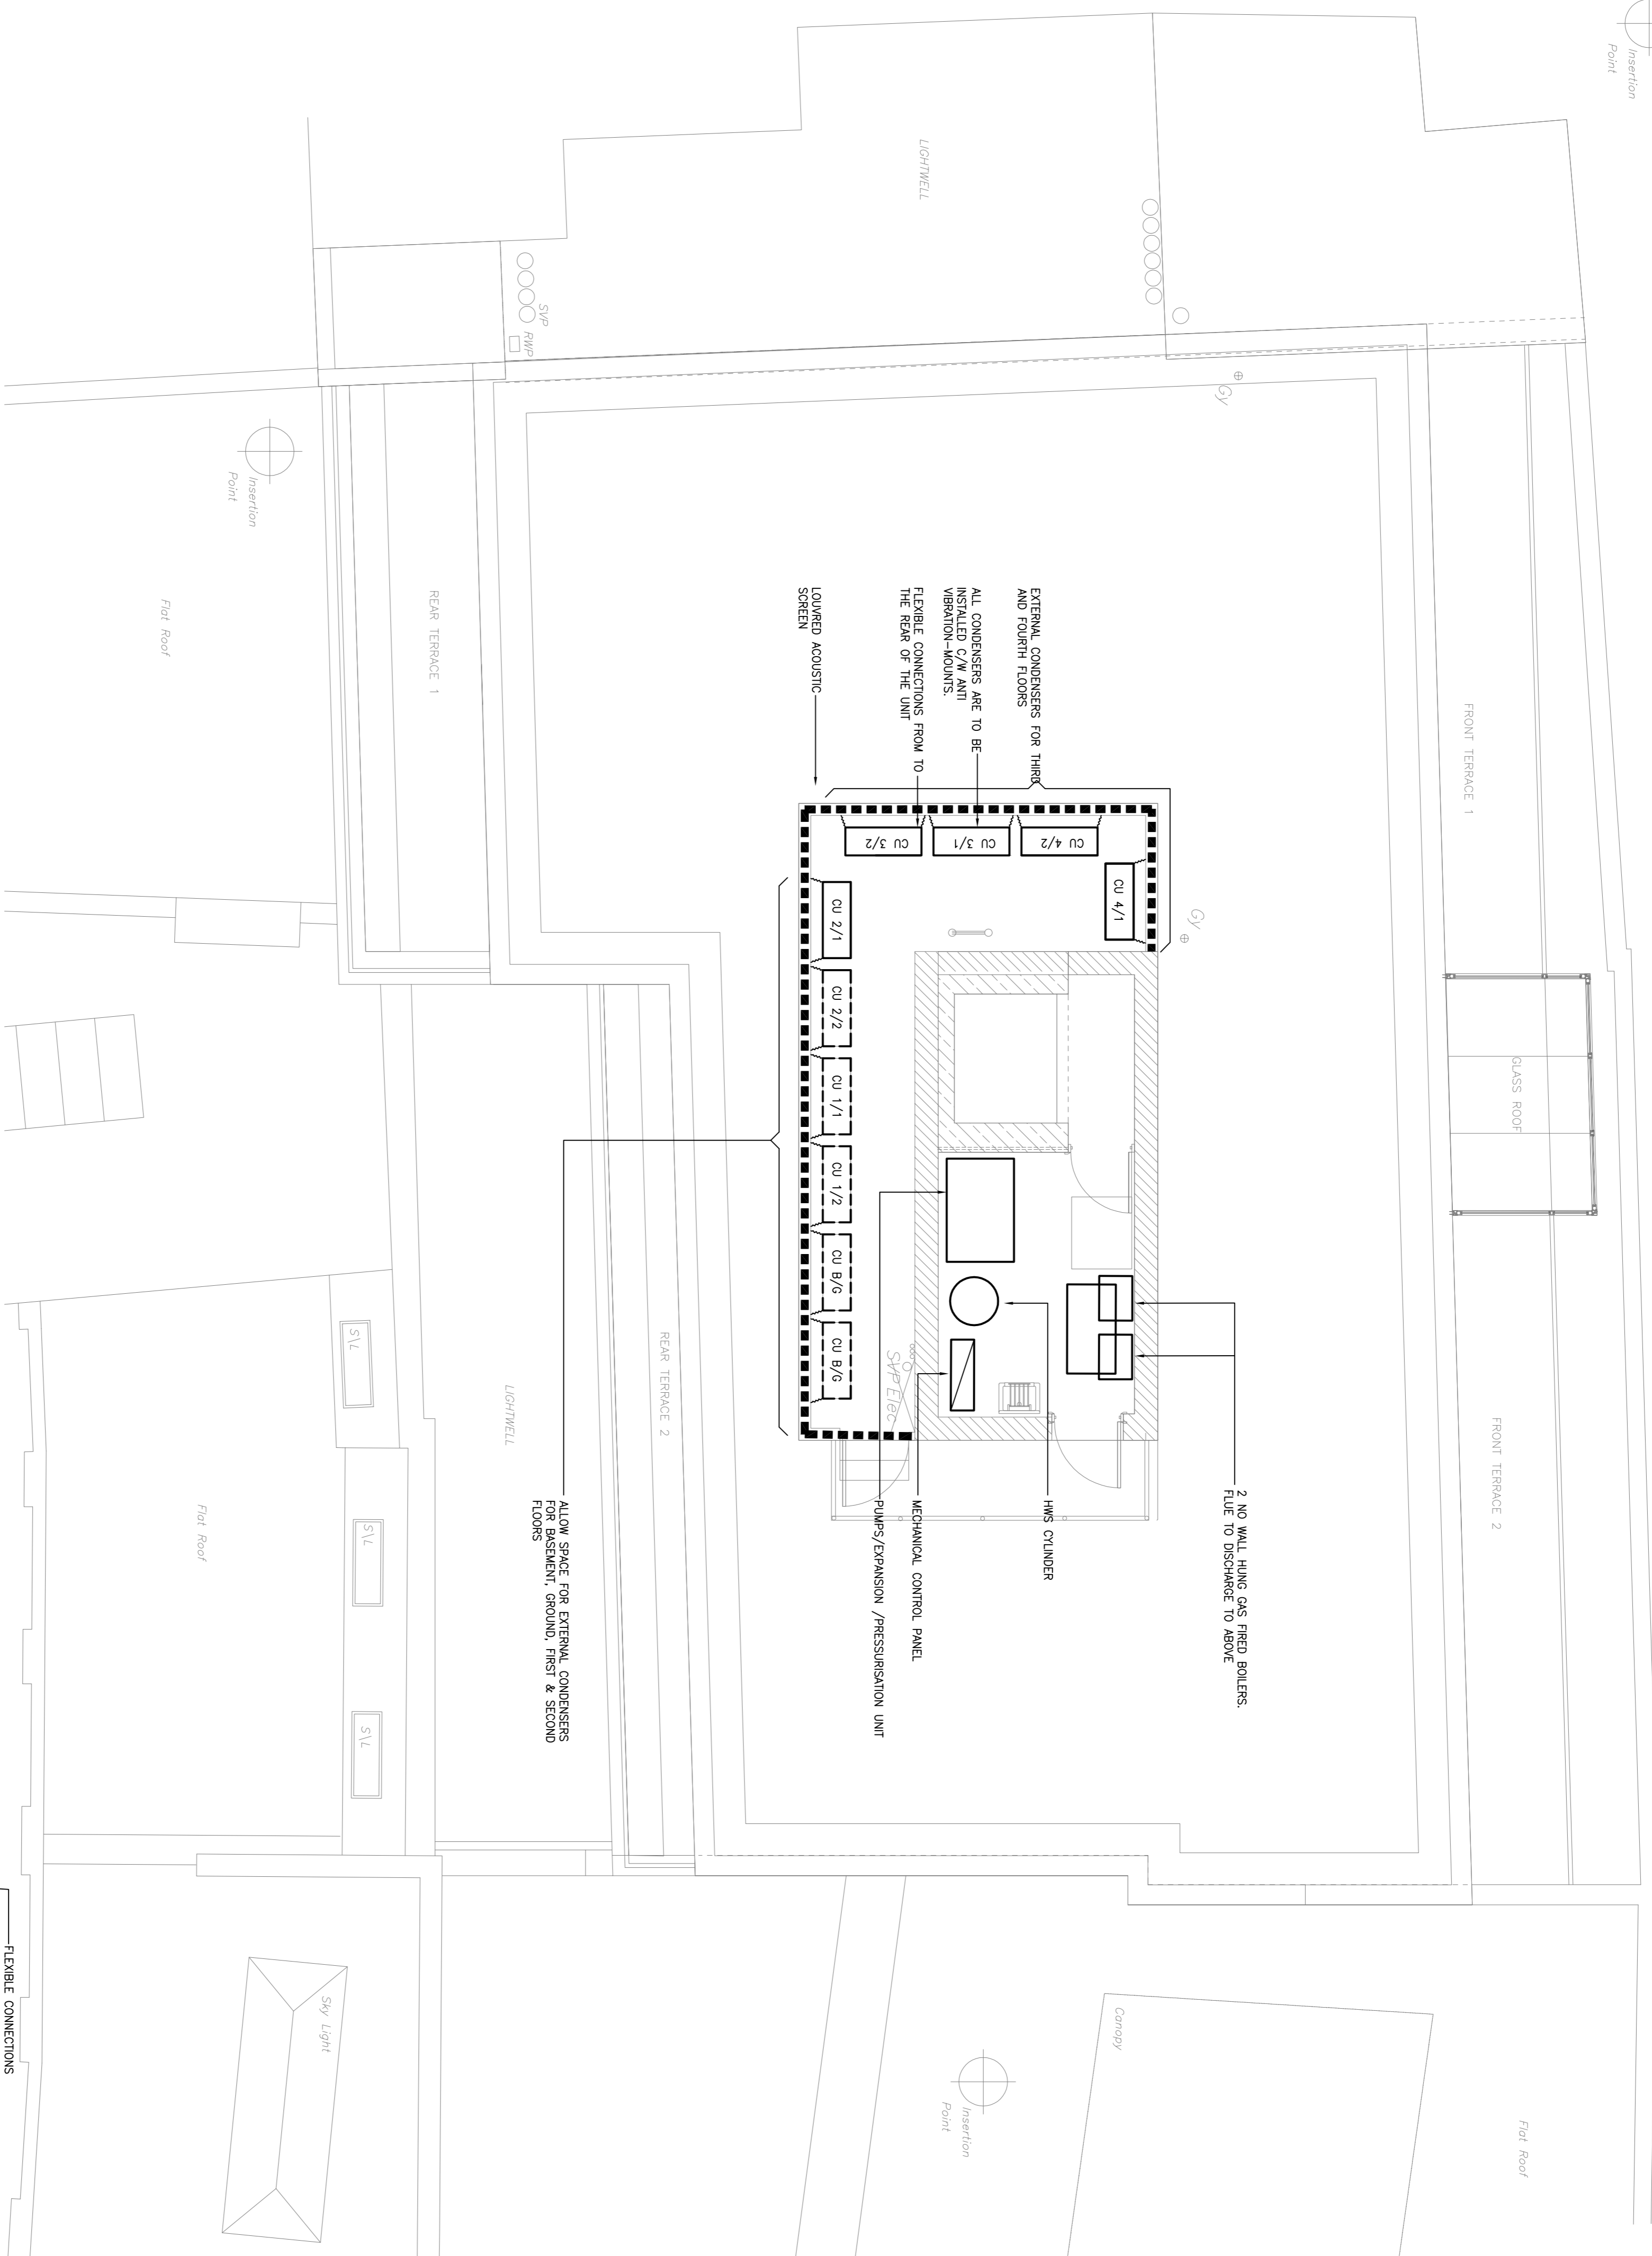 Insertion
Point
FRONT TERRACE 1
GLASS ROOF
FRONT TERRACE 2
Flat Roof
LIGHTWELL
Gy
Gy
2 NO WALL HUNG GAS FIRED BOILERS.
FLUE TO DISCHARGE TO ABOVE
EXTERNAL CONDENSERS FOR THIRD
AND FOURTH FLOORS
ALL CONDENSERS ARE TO BE
INSTALLED C/W ANTI
VIBRATION-MOUNTS.
FLEXIBLE CONNECTIONS FROM TO
THE REAR OF THE UNIT
LOUVRED ACOUSTIC
SCREEN
CU 4/1
CU 4/2
CU 3/1
CU 3/2
CU 2/1
CU 2/2
CU 1/1
CU 1/2
CU B/G
CU B/G
SVP Elec
HWS CYLINDER
MECHANICAL CONTROL PANEL
PUMPS/EXPANSION /PRESSURISATION UNIT
Canopy
Insertion
Point
SVP
RWP
REAR TERRACE 1
REAR TERRACE 2
ALLOW SPACE FOR EXTERNAL CONDENSERS
FOR BASEMENT, GROUND, FIRST & SECOND
FLOORS
LIGHTWELL
Insertion
Point
Flat Roof
S\L
S\L
S\L
Flat Roof
Sky Light
FLEXIBLE CONNECTIONS